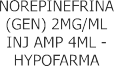 NOREPINEFRINA
(GEN) 2MG/ML
INJ AMP 4ML -
HYPOFARMA